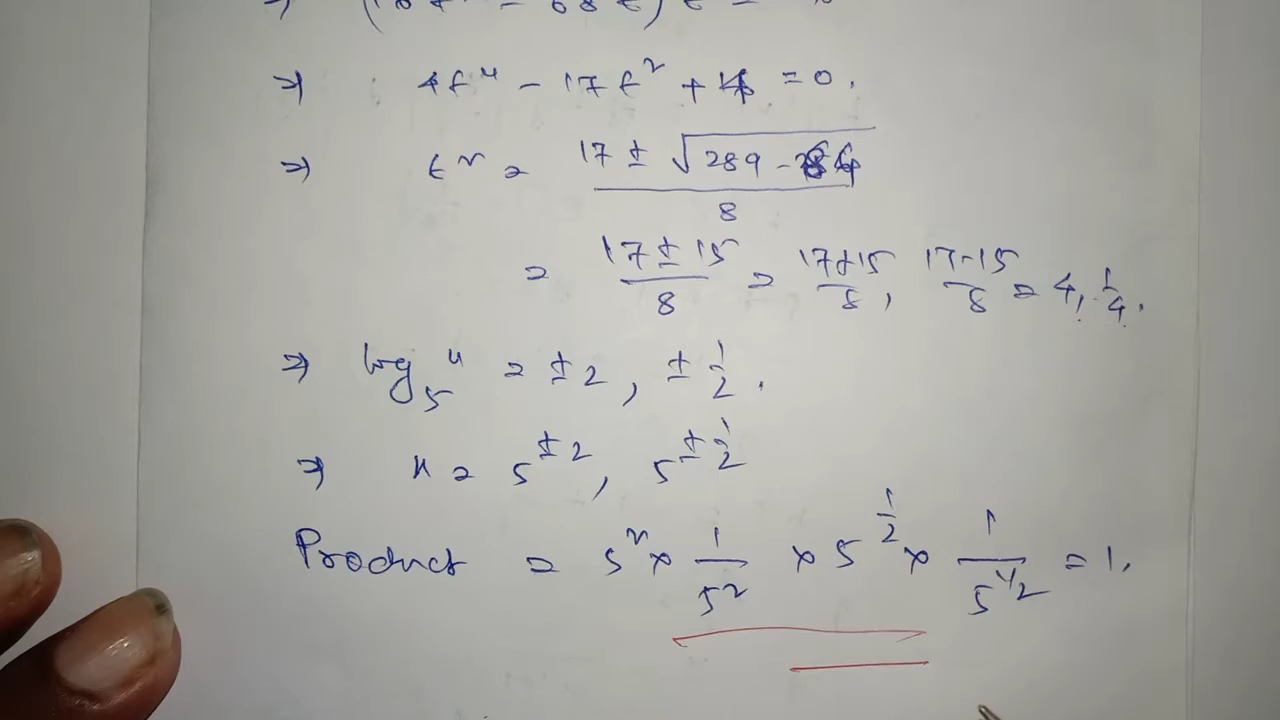 ⇒ 4t⁴ - 17t² + 4 = 0.
⇒ t² = (17 ± √(289 - 64))/8
= (17 ± 15)/8 = (17+15)/8, (17-15)/8 = 4, 1/4.
⇒ log₅ x = ± 2, ± 1/2.
⇒ x = 5^(±2), 5^(±1/2)
Product = 5² × 1/5² × 5^(1/2) × 1/5^(1/2) = 1.